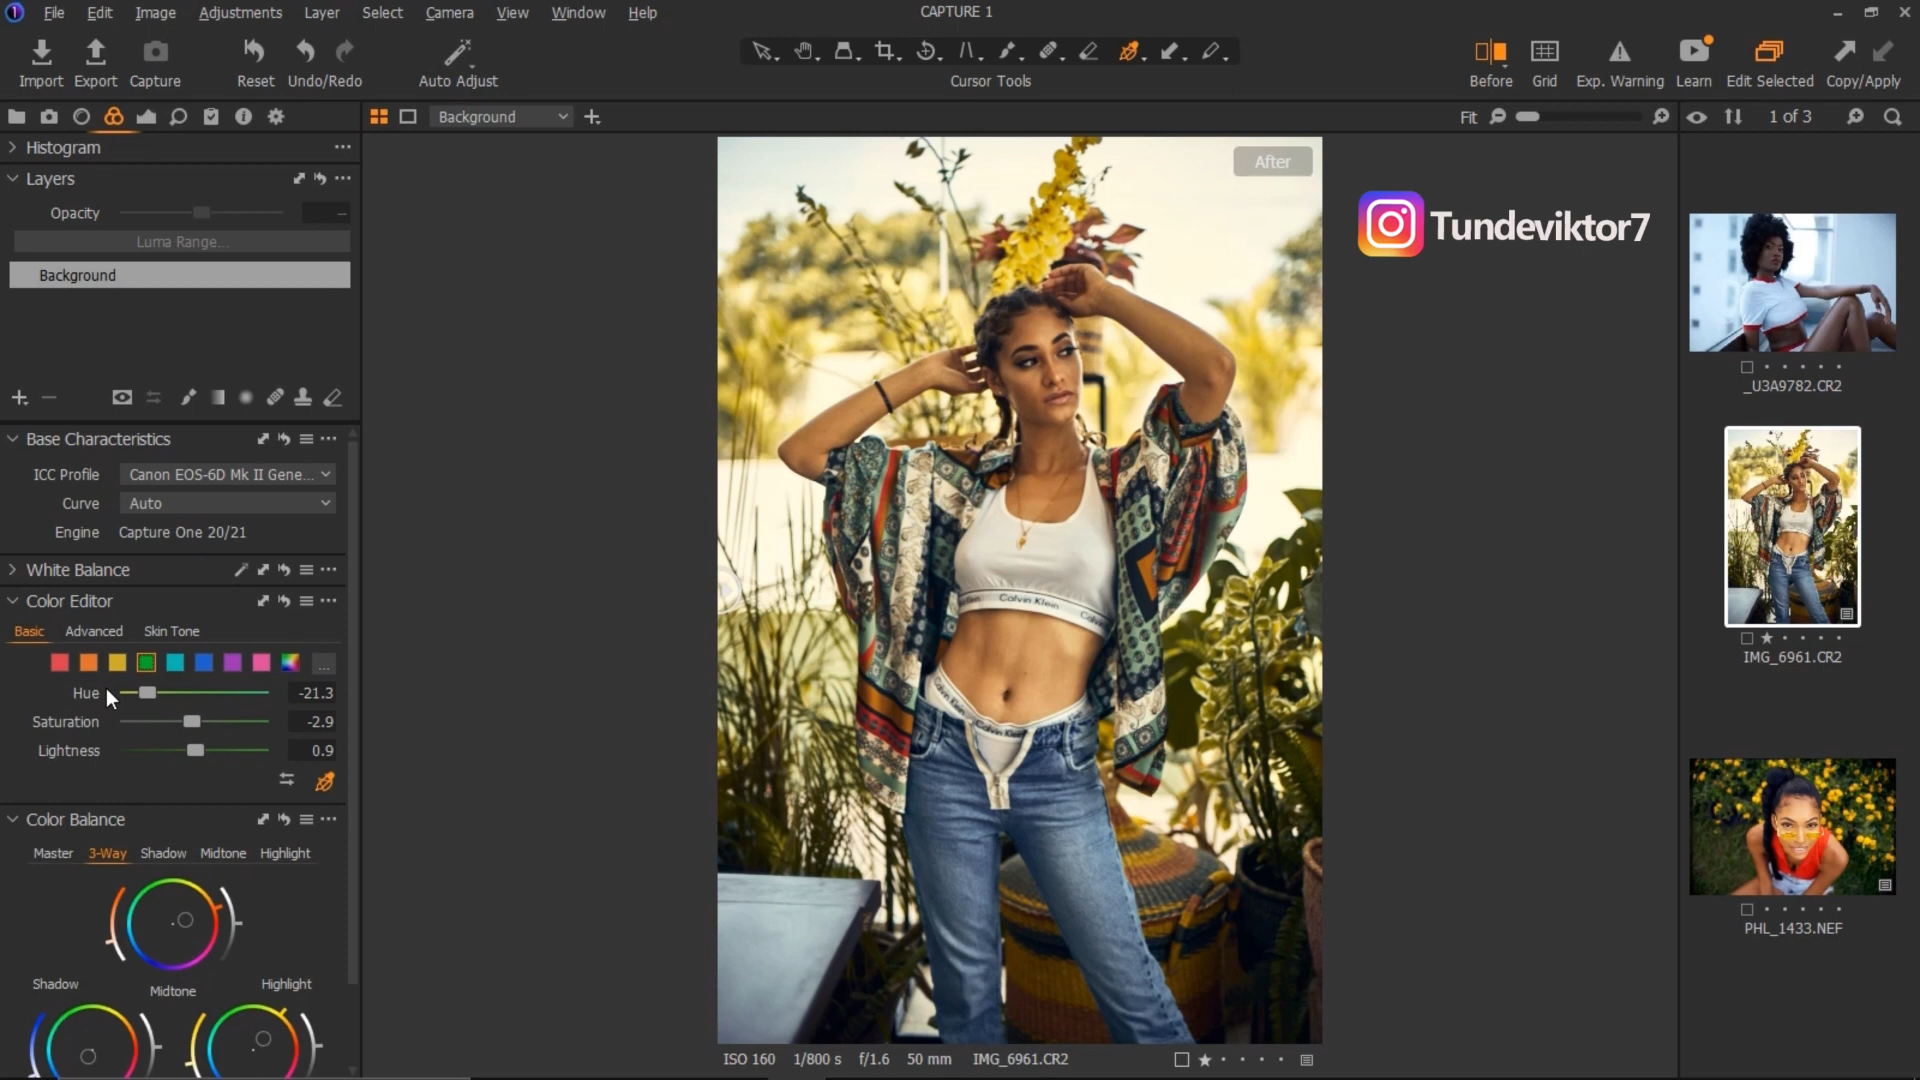 File Edit Image Adjustments Layer Select Camera View Window Help
CAPTURE 1
Import Export Capture Reset Undo/Redo Auto Adjust
Cursor Tools
Before Grid Exp. Warning Learn Edit Selected Copy/Apply
Background
Fit
1 of 3
Histogram
Layers
Opacity
Luma Range...
Background
Base Characteristics
ICC Profile Canon EOS-6D Mk II Gene...
Curve Auto
Engine Capture One 20/21
White Balance
Color Editor
Basic Advanced Skin Tone
Hue -21.3
Saturation -2.9
Lightness 0.9
Color Balance
Master 3-Way Shadow Midtone Highlight
Shadow Midtone Highlight
After
Tundeviktor7
Calvin Klein
Calvin Klein
ISO 160 1/800 s f/1.6 50 mm IMG_6961.CR2
_U3A9782.CR2
IMG_6961.CR2
PHL_1433.NEF